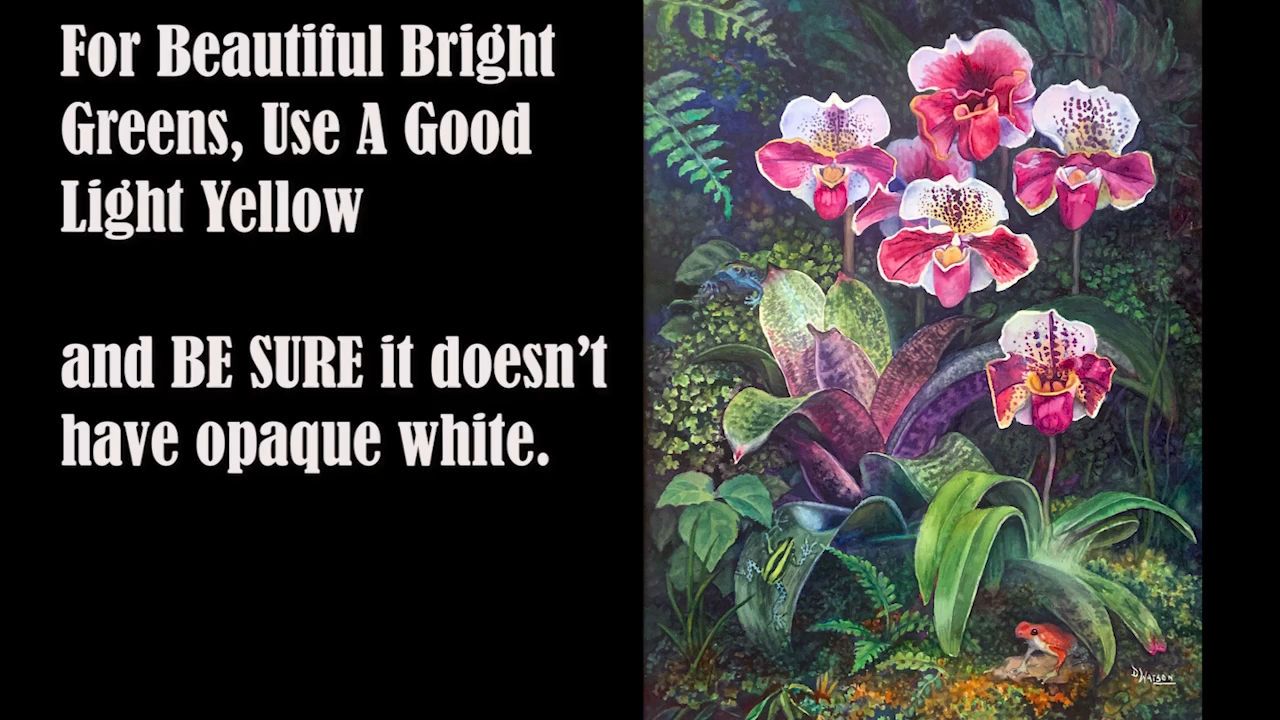 For Beautiful Bright
Greens, Use A Good
Light Yellow
and BE SURE it doesn’t
have opaque white.
D Watson